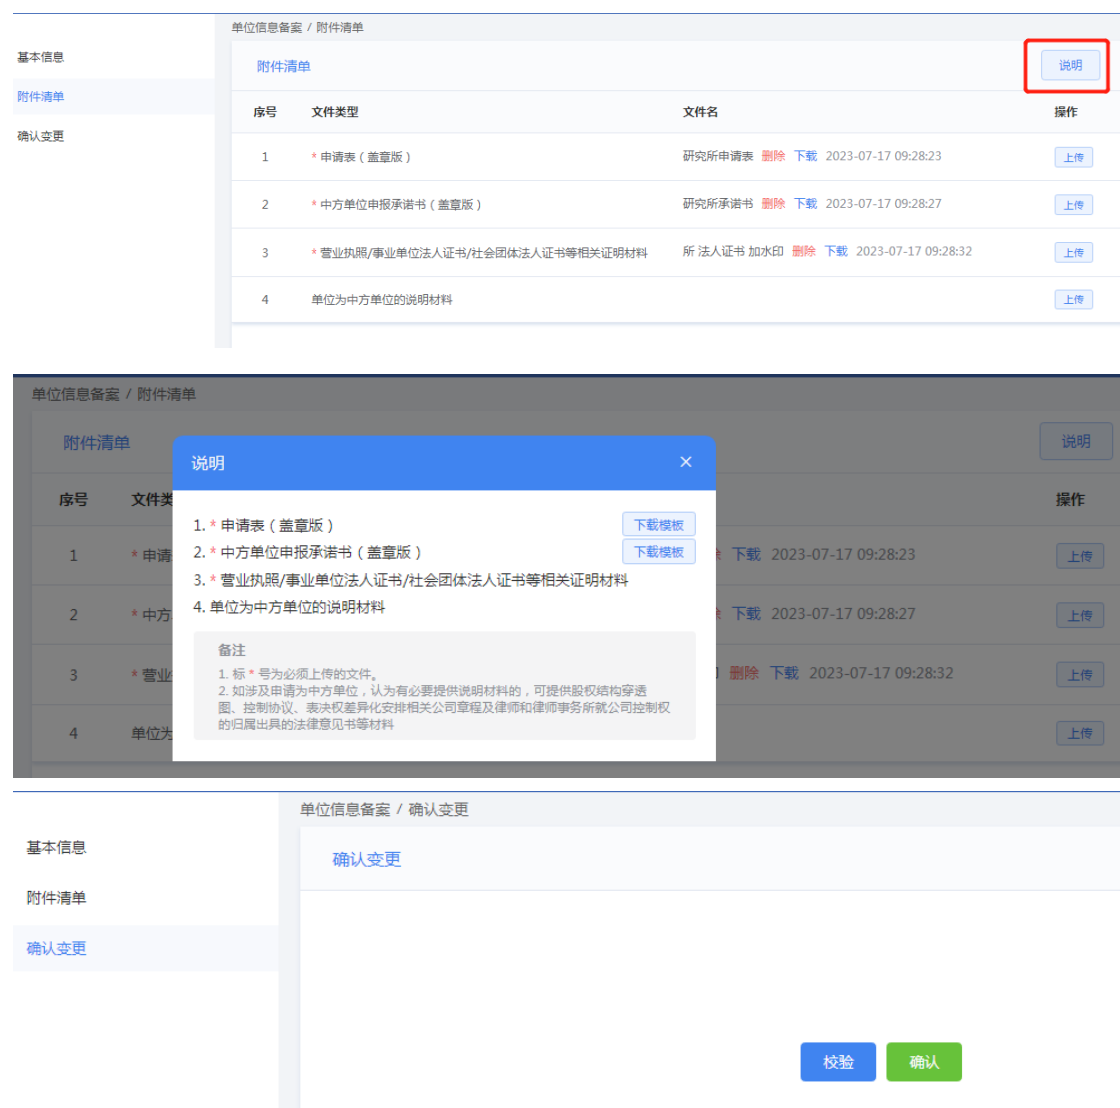 单位信息备案 / 附件清单
基本信息
附件清单
确认变更
附件清单
说明
序号 文件类型 文件名 操作
1 * 申请表（盖章版） 研究所申请表 删除 下载 2023-07-17 09:28:23 上传
2 * 中方单位申报承诺书（盖章版） 研究所承诺书 删除 下载 2023-07-17 09:28:27 上传
3 * 营业执照/事业单位法人证书/社会团体法人证书等相关证明材料 所 法人证书 加水印 删除 下载 2023-07-17 09:28:32 上传
4 单位为中方单位的说明材料 上传
单位信息备案 / 附件清单
附件清单
说明
序号 文件类 操作
1 * 申请 下载 2023-07-17 09:28:23 上传
2 * 中方 下载 2023-07-17 09:28:27 上传
3 * 营业 删除 下载 2023-07-17 09:28:32 上传
4 单位为 上传
说明 ×
1. * 申请表（盖章版） 下载模板
2. * 中方单位申报承诺书（盖章版） 下载模板
3. * 营业执照/事业单位法人证书/社会团体法人证书等相关证明材料
4. 单位为中方单位的说明材料
备注
1. 标 * 号为必须上传的文件。
2. 如涉及申请为中方单位，认为有必要提供说明材料的，可提供股权结构穿透
图、控制协议、表决权差异化安排相关公司章程及律师和律师事务所就公司控制权
的归属出具的法律意见书等材料
单位信息备案 / 确认变更
基本信息
附件清单
确认变更
确认变更
校验 确认